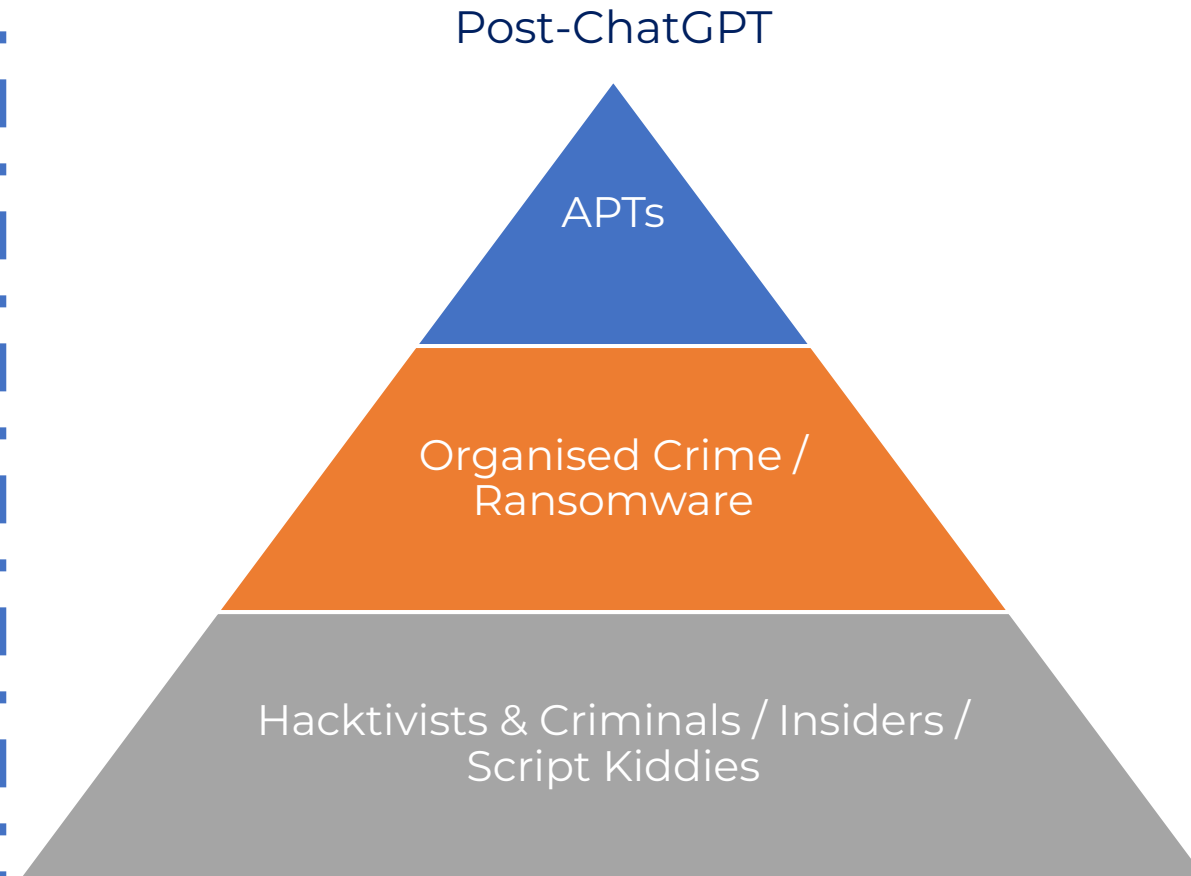 Post-ChatGPT
APTs
Organised Crime /
Ransomware
Hacktivists & Criminals / Insiders /
Script Kiddies